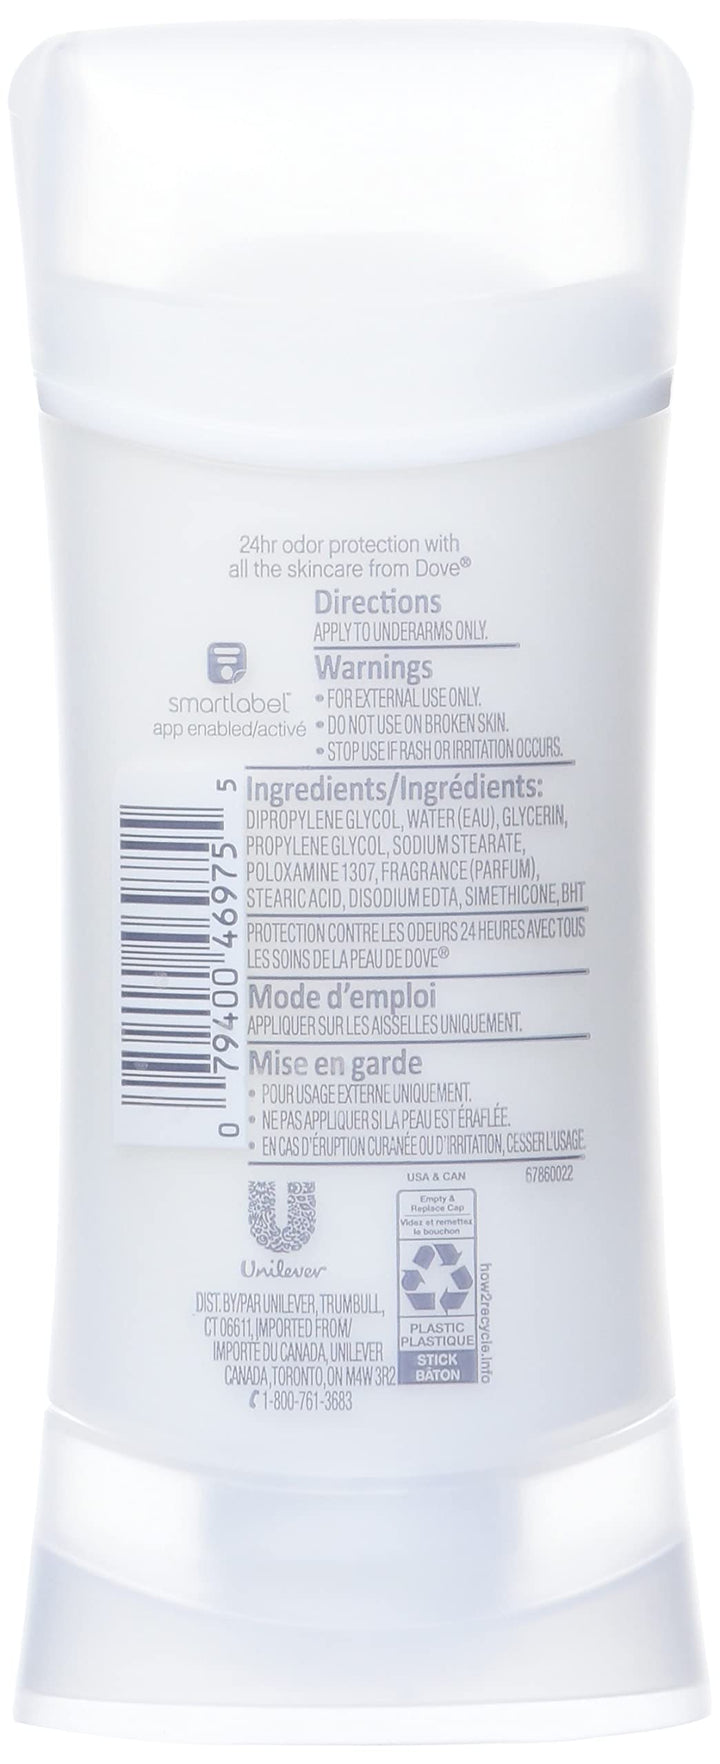 24hr odor protection with
all the skincare from Dove®
Directions
APPLY TO UNDERARMS ONLY.
smartlabel™
app enabled/activé
Warnings
• FOR EXTERNAL USE ONLY.
• DO NOT USE ON BROKEN SKIN.
• STOP USE IF RASH OR IRRITATION OCCURS.
Ingredients/Ingrédients:
DIPROPYLENE GLYCOL, WATER (EAU), GLYCERIN,
PROPYLENE GLYCOL, SODIUM STEARATE,
POLOXAMINE 1307, FRAGRANCE (PARFUM),
STEARIC ACID, DISODIUM EDTA, SIMETHICONE, BHT
PROTECTION CONTRE LES ODEURS 24 HEURES AVEC TOUS
LES SOINS DE LA PEAU DE DOVE®
Mode d'emploi
APPLIQUER SUR LES AISSELLES UNIQUEMENT.
Mise en garde
• POUR USAGE EXTERNE UNIQUEMENT.
• NE PAS APPLIQUER SI LA PEAU EST ÉRAFLÉE.
• EN CAS D'ÉRUPTION CUTANÉE OU D'IRRITATION, CESSER L'USAGE.
0 79400 46975 5
67860022
Unilever
DIST. BY/PAR UNILEVER, TRUMBULL,
CT 06611, IMPORTED FROM/
IMPORTÉ DU CANADA, UNILEVER
CANADA, TORONTO, ON M4W 3R2
1-800-761-3683
USA & CAN
Empty &
Replace Cap
Videz et remettez
le bouchon
PLASTIC
PLASTIQUE
STICK
BÂTON
how2recycle.info